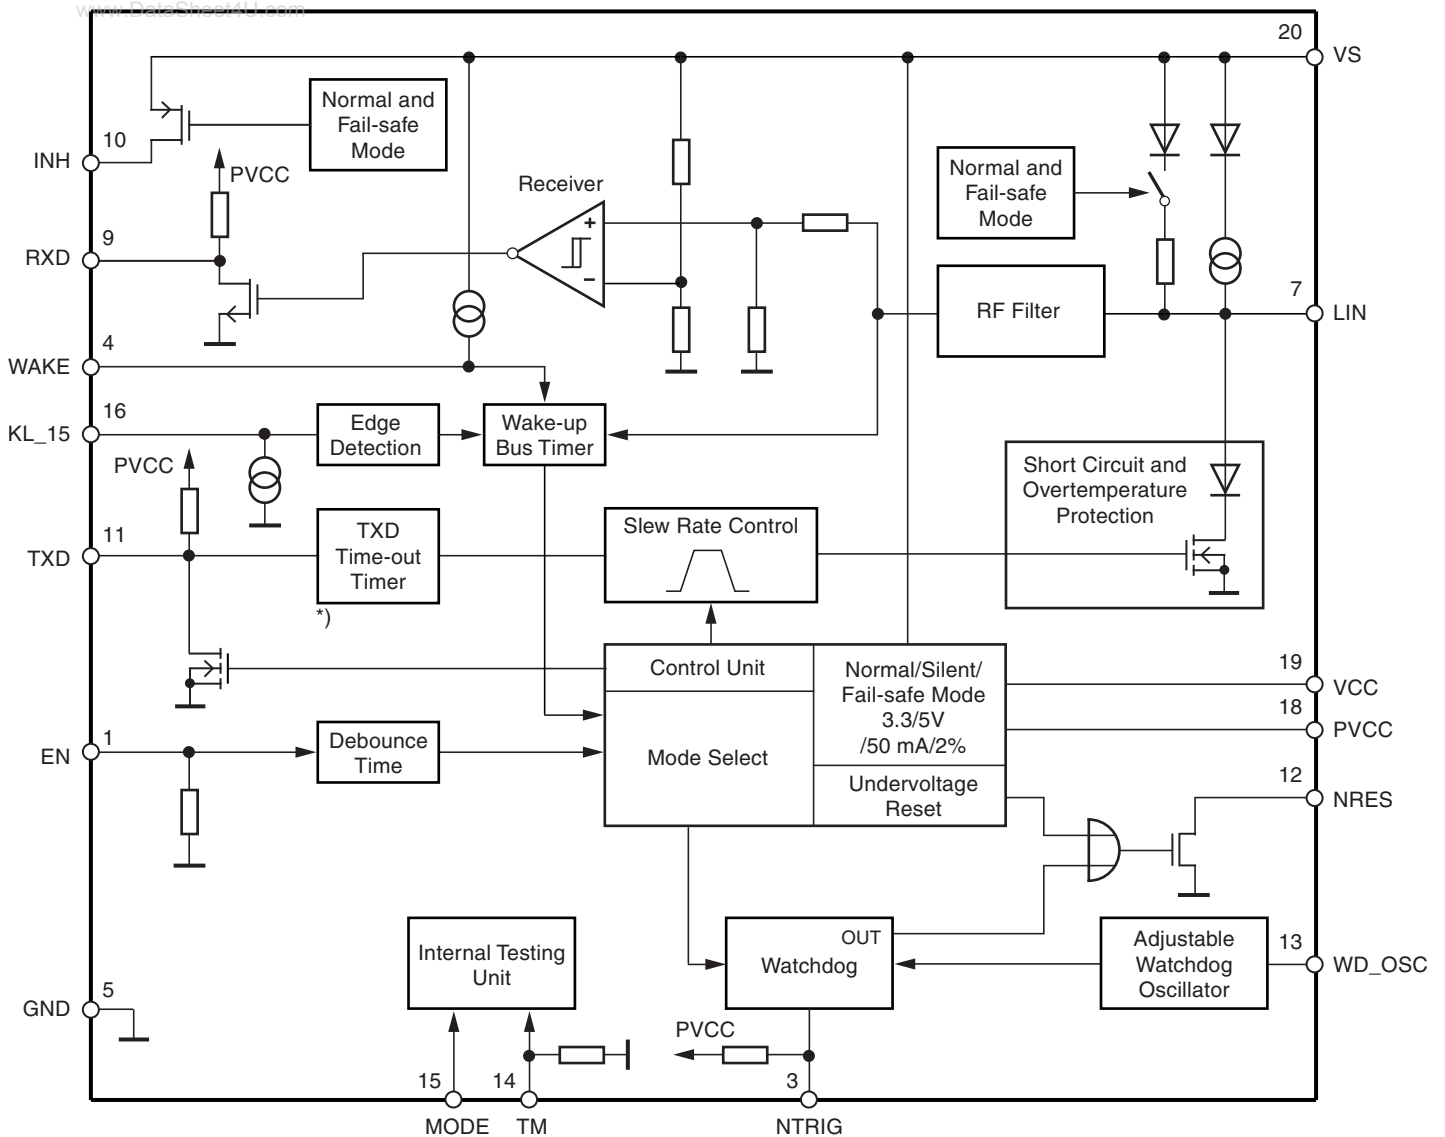 www.DataSheet4U.com
20
VS
Normal and
Fail-safe
Mode
10
INH
PVCC
Receiver
Normal and
Fail-safe
Mode
9
RXD
+
−
RF Filter
7
LIN
4
WAKE
16
KL_15
Edge
Detection
Wake-up
Bus Timer
PVCC
Short Circuit and
Overtemperature
Protection
11
TXD
TXD
Time-out
Timer
*)
Slew Rate Control
Control Unit
Mode Select
Normal/Silent/
Fail-safe Mode
3.3/5V
/50 mA/2%
Undervoltage
Reset
19
VCC
18
PVCC
1
EN
Debounce
Time
12
NRES
Internal Testing
Unit
OUT
Watchdog
Adjustable
Watchdog
Oscillator
13
WD_OSC
5
GND
PVCC
15
14
3
MODE
TM
NTRIG